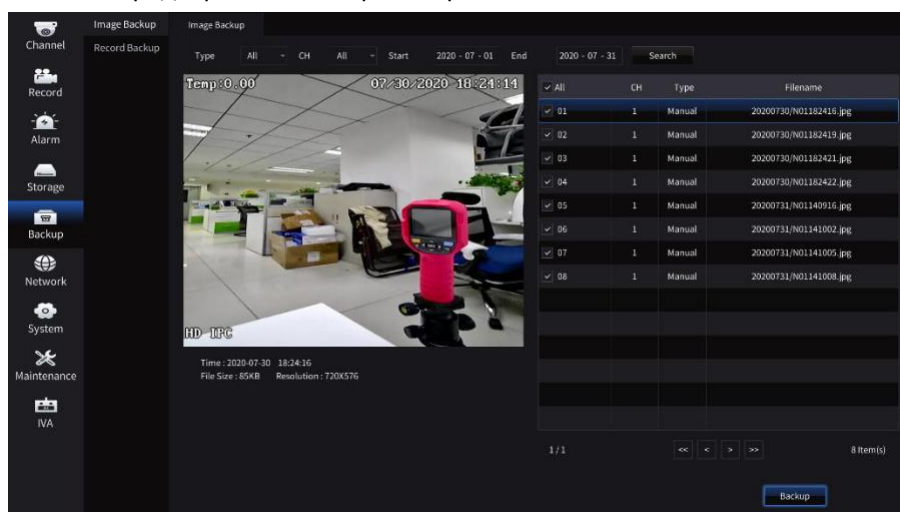 Image Backup
Image Backup
Channel
Record Backup
Type All CH All Start 2020 - 07 - 01 End 2020 - 07 - 31 Search
Temp:0.00 07/30/2020 18:24:14
All CH Type Filename
Record
01 1 Manual 20200730/N01182416.jpg
02 1 Manual 20200730/N01182419.jpg
Alarm
03 1 Manual 20200730/N01182421.jpg
04 1 Manual 20200730/N01182422.jpg
Storage
05 1 Manual 20200731/N01140916.jpg
06 1 Manual 20200731/N01141002.jpg
Backup
07 1 Manual 20200731/N01141005.jpg
08 1 Manual 20200731/N01141008.jpg
Network
System
HD IPC
Time : 2020-07-30 18:24:16
File Size : 85KB Resolution : 720X576
Maintenance
IVA
1 / 1 << < > >> 8 Item(s)
Backup